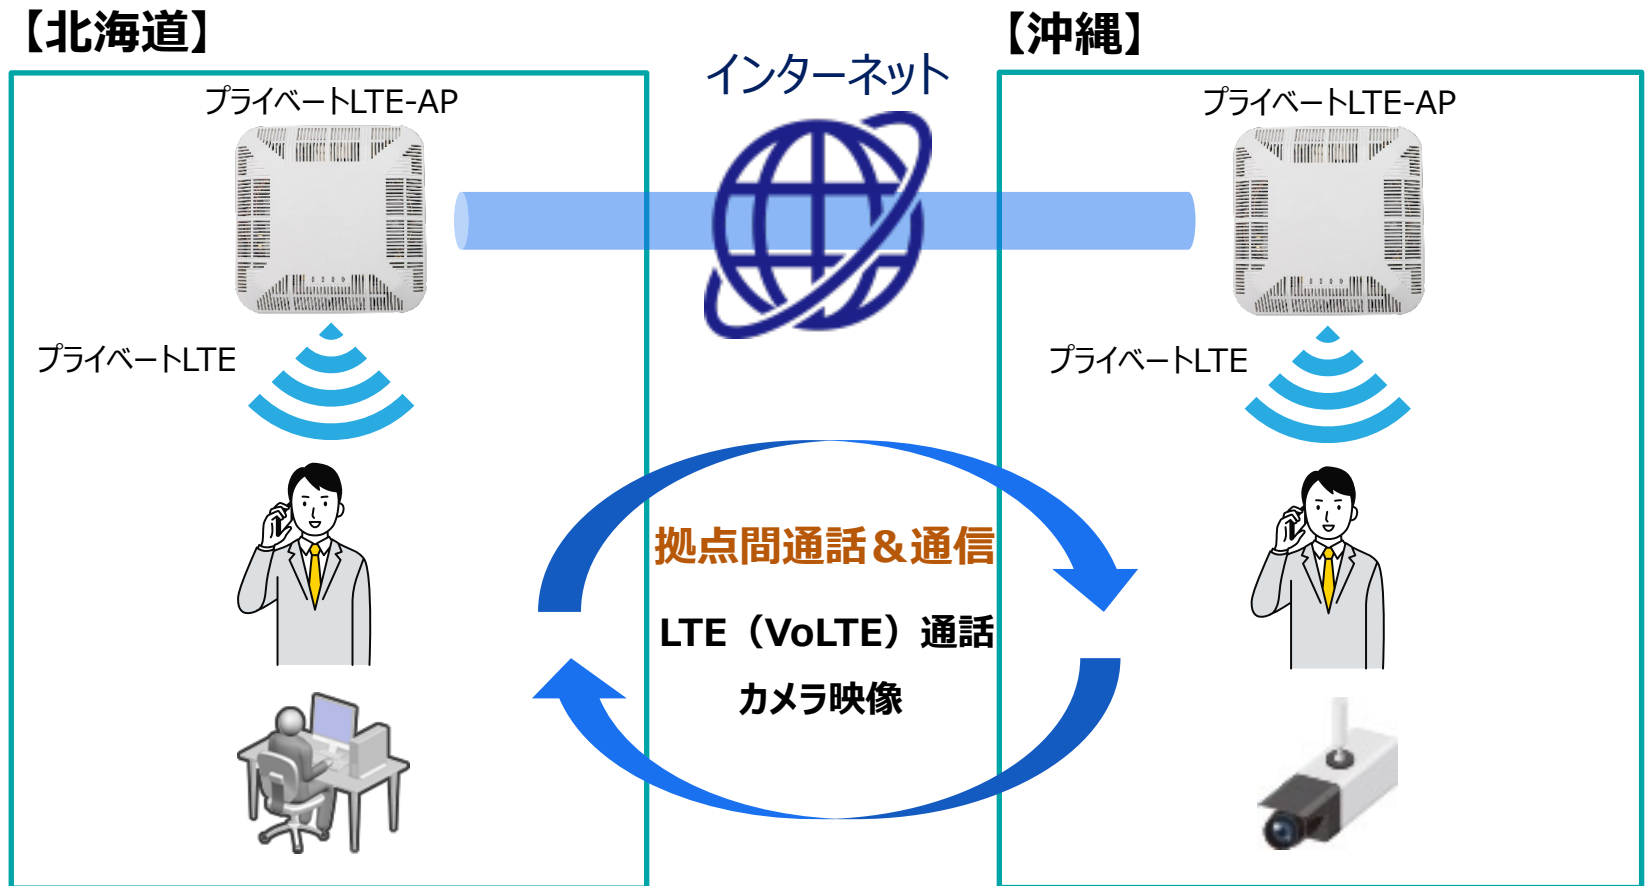 【北海道】
【沖縄】
インターネット
プライベートLTE-AP
プライベートLTE-AP
プライベートLTE
プライベートLTE
拠点間通話＆通信
LTE（VoLTE）通話
カメラ映像